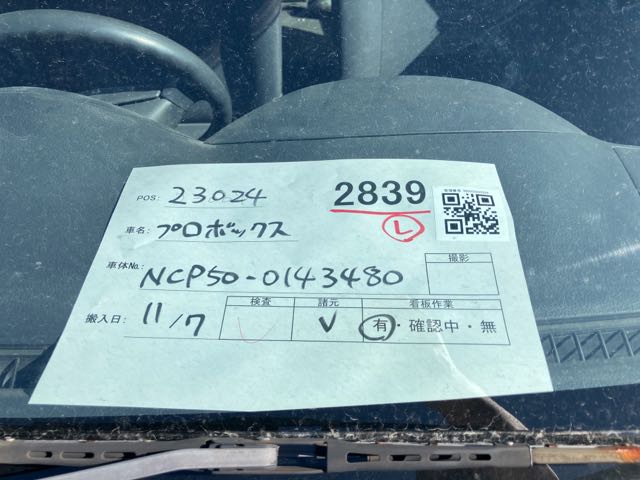 POS: 23024
2839
Ⓛ
車名: プロボックス
車体No.: NCP50-0143480
撮影
搬入日: 11/7
検査 諸元 看板作業
✓ V 有・確認中・無